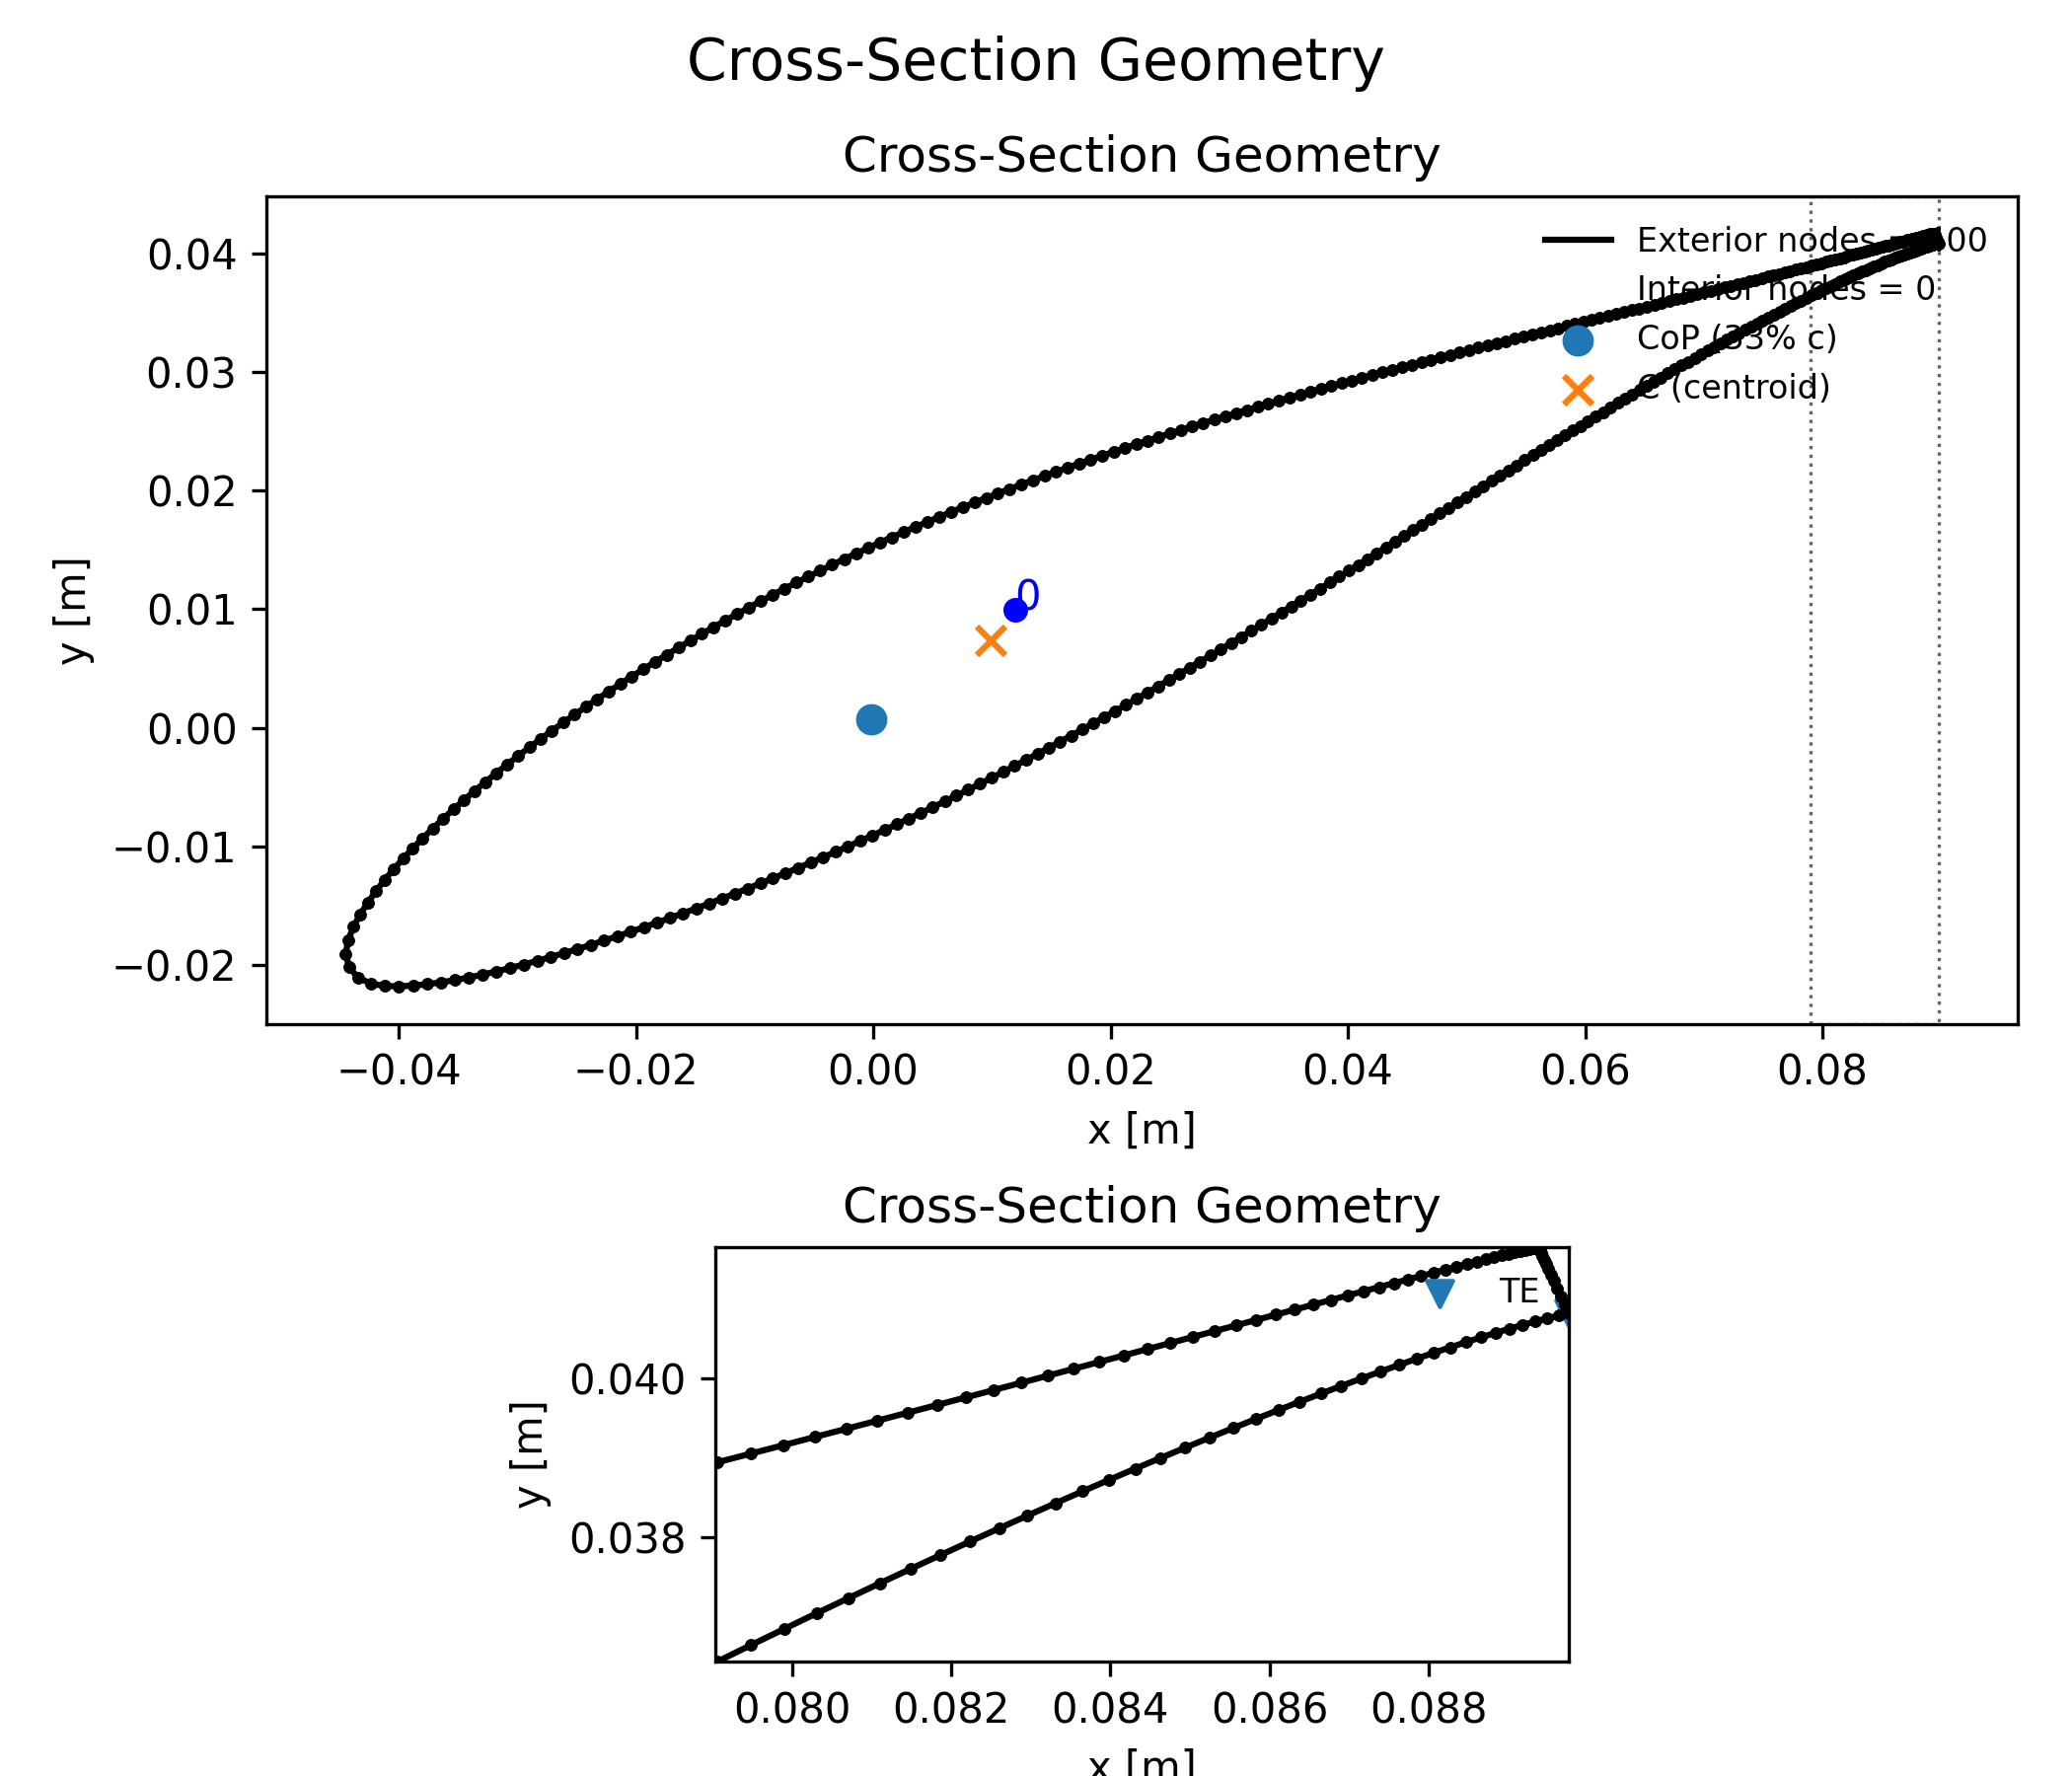 Cross-Section Geometry
Cross-Section Geometry
0.04
0.03
0.02
0.01
0.00
−0.01
−0.02
y [m]
Exterior nodes = 00
Interior nodes = 0
CoP (33% c)
C (centroid)
0
−0.04 −0.02 0.00 0.02 0.04 0.06 0.08
x [m]
Cross-Section Geometry
TE
0.040
0.038
y [m]
0.080 0.082 0.084 0.086 0.088
x [m]